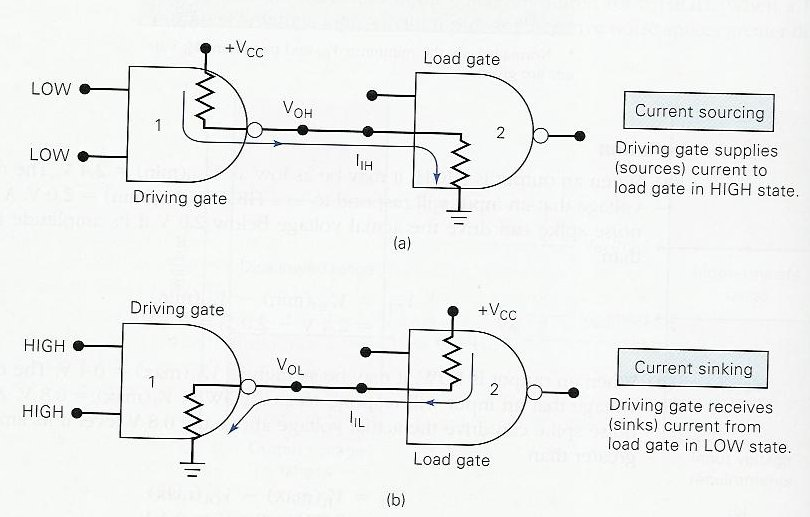 +VCC
Load gate
LOW
VOH
1
2
Current sourcing
LOW
IIH
Driving gate supplies
(sources) current to
load gate in HIGH state.
Driving gate
(a)
Driving gate
+VCC
HIGH
VOL
1
2
Current sinking
HIGH
IIL
Driving gate receives
(sinks) current from
load gate in LOW state.
Load gate
(b)